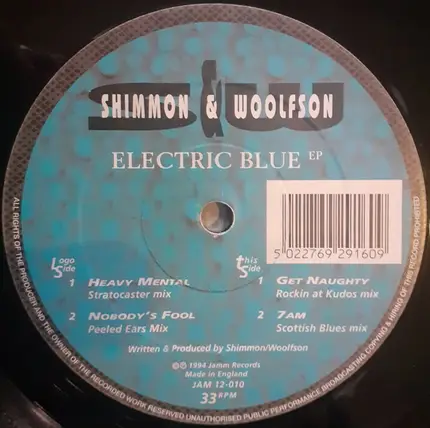 SHIMMON & WOOLFSON
ELECTRIC BLUE EP
5 022769 291609
Logo Side
1 HEAVY MENTAL
Stratocaster mix
2 NOBODY'S FOOL
Peeled Ears Mix
this Side
1 GET NAUGHTY
Rockin at Kudos mix
2 7AM
Scottish Blues mix
Written & Produced by Shimmon/Woolfson
℗© 1994 Jamm Records
Made in England
JAM 12-010
33 RPM
ALL RIGHTS OF THE PRODUCER AND THE OWNER OF THE RECORDED WORK RESERVED UNAUTHORISED PUBLIC PERFORMANCE BROADCASTING COPYING & HIRING OF THIS RECORD PROHIBITED